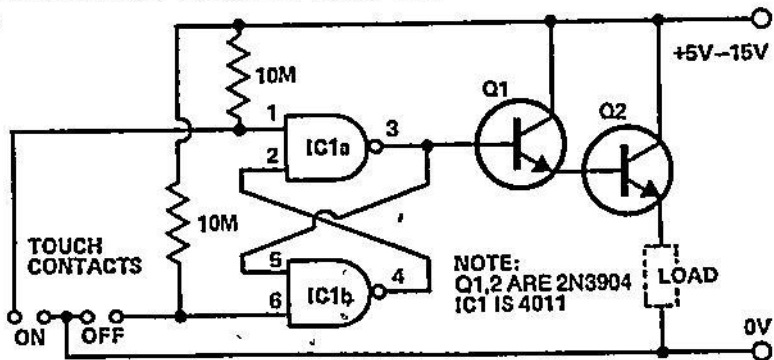 10M
+5V–15V
Q1
Q2
1
2
3
IC1a
10M
TOUCH
CONTACTS
5
6
4
IC1b
NOTE:
Q1,2 ARE 2N3904
IC1 IS 4011
LOAD
ON
OFF
0V